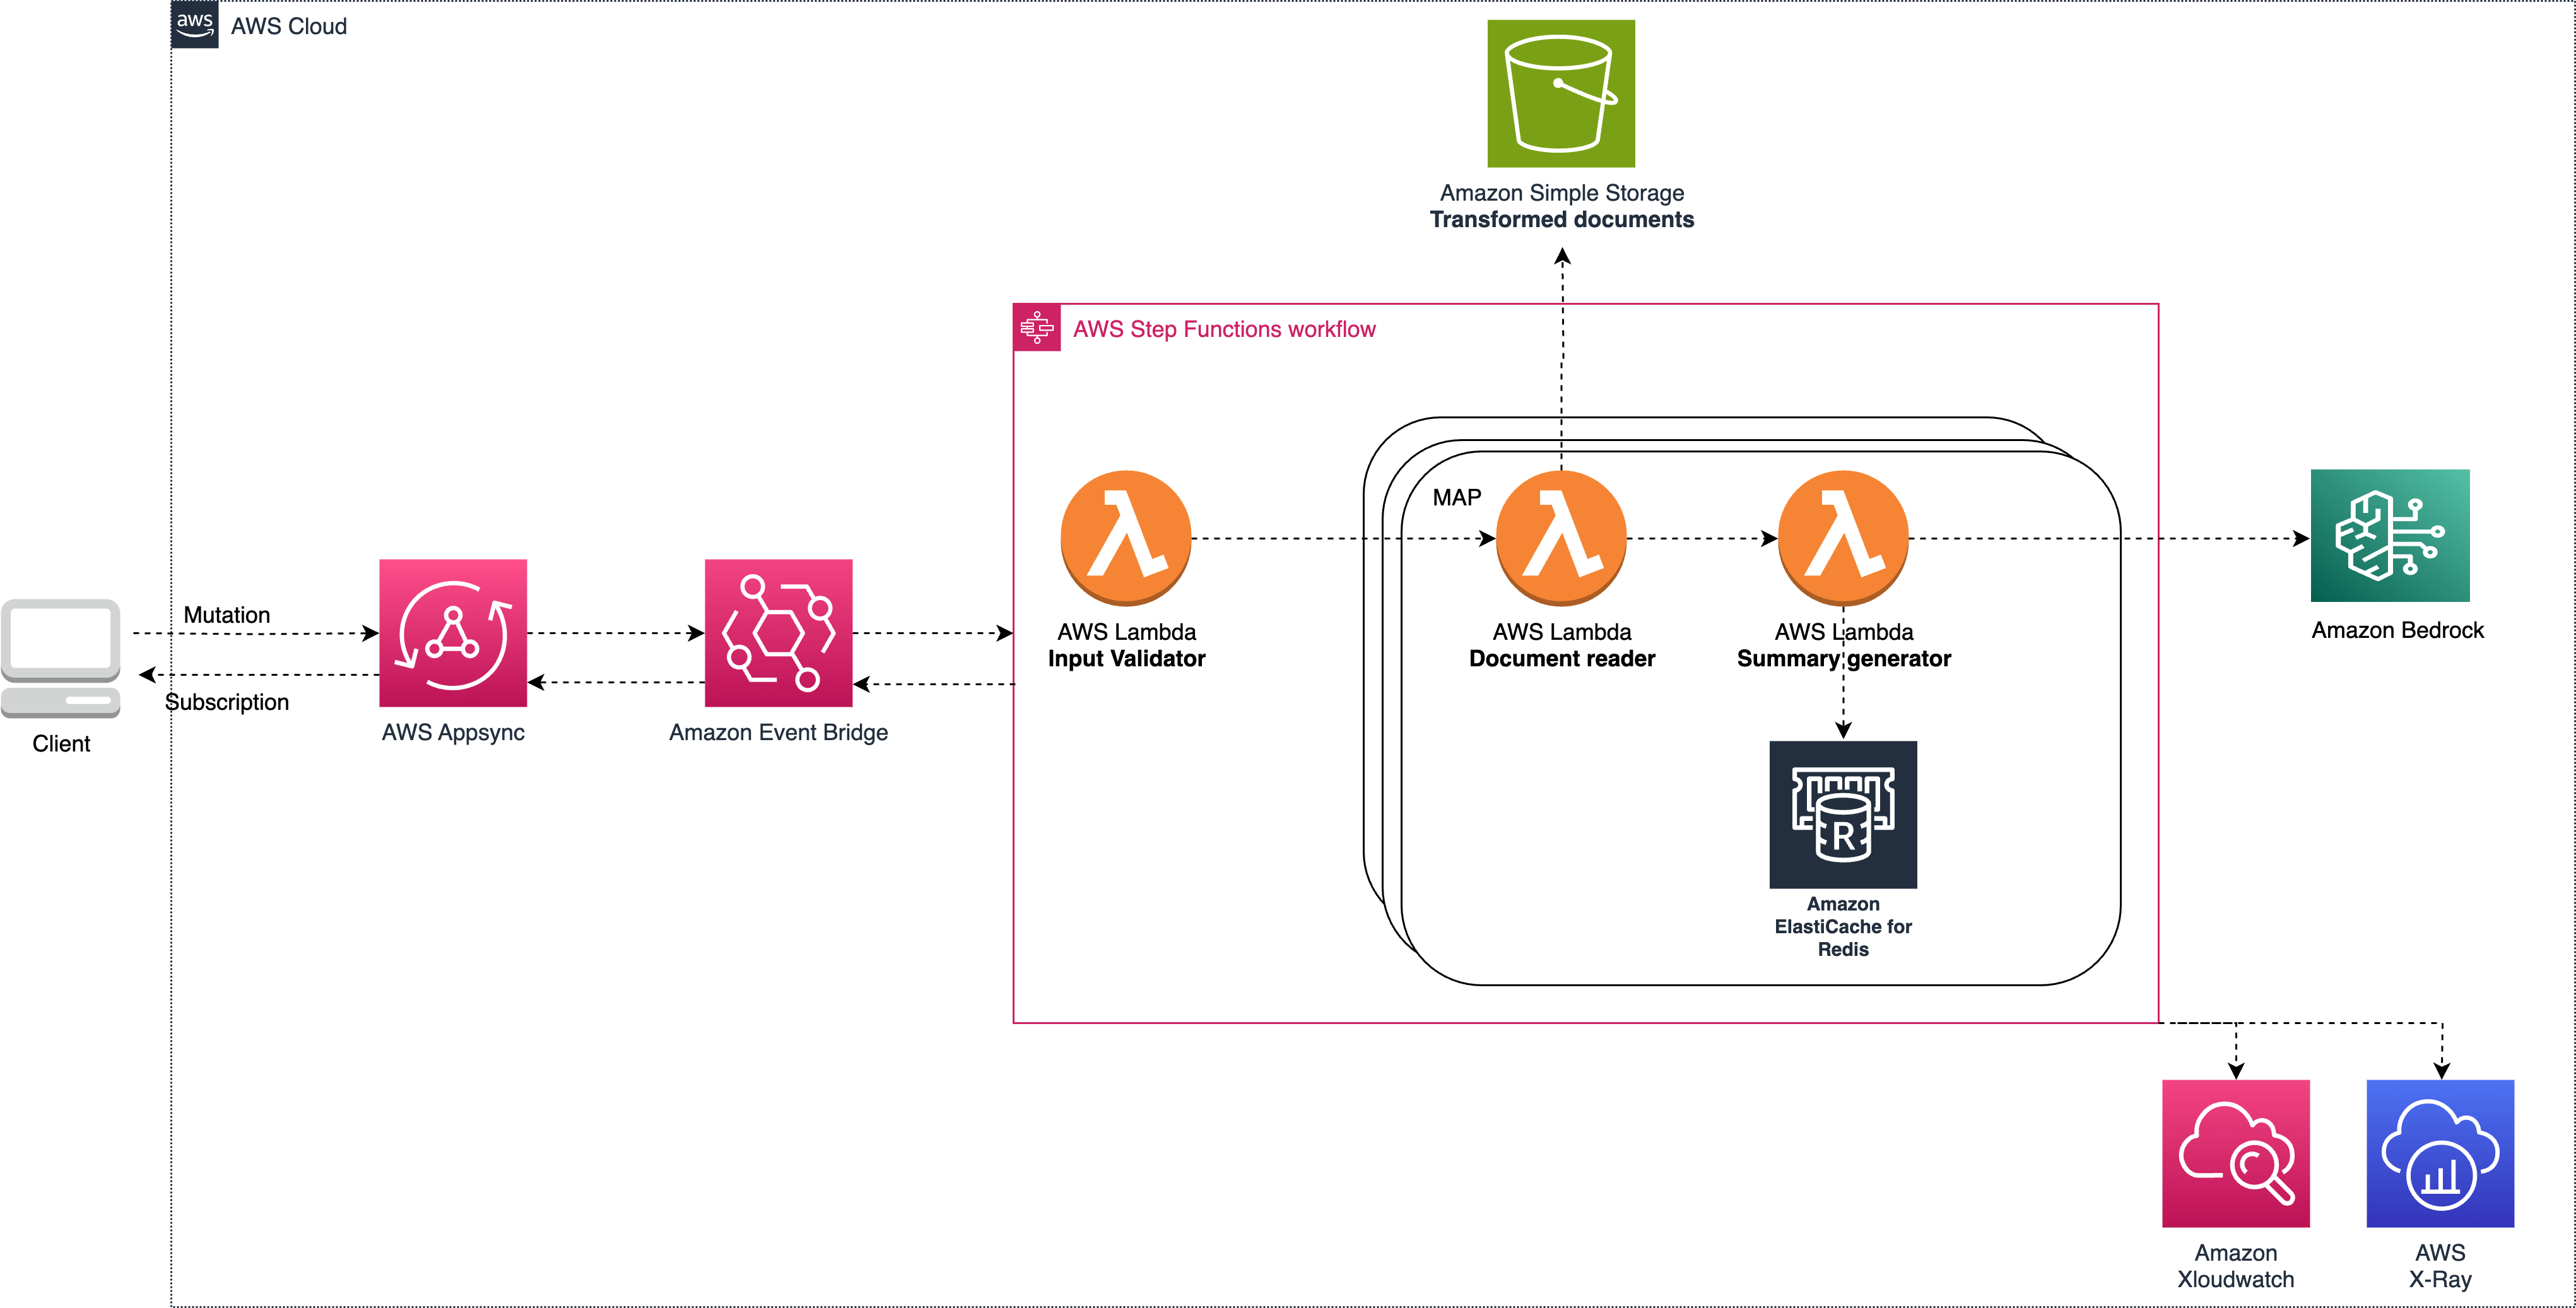 aws
AWS Cloud
Amazon Simple Storage
Transformed documents
AWS Step Functions workflow
MAP
Mutation
Subscription
Client
AWS Appsync
Amazon Event Bridge
AWS Lambda
Input Validator
AWS Lambda
Document reader
AWS Lambda
Summary generator
Amazon Bedrock
R
Amazon
ElastiCache for
Redis
Amazon
Xloudwatch
AWS
X-Ray